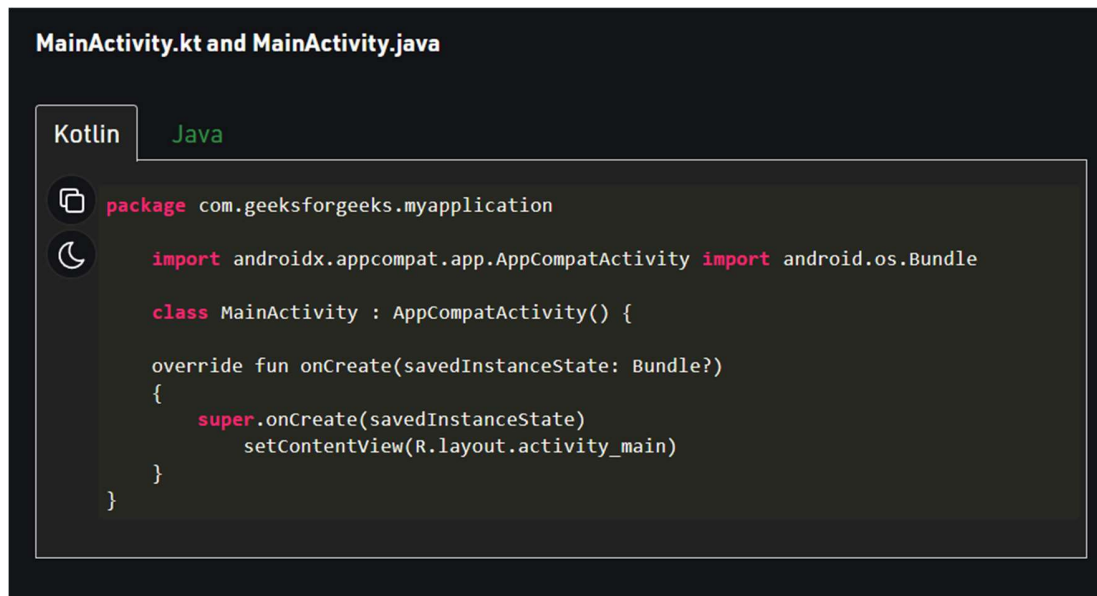 MainActivity.kt and MainActivity.java
Kotlin
Java
package com.geeksforgeeks.myapplication
import androidx.appcompat.app.AppCompatActivity import android.os.Bundle
class MainActivity : AppCompatActivity() {
override fun onCreate(savedInstanceState: Bundle?)
{
super.onCreate(savedInstanceState)
setContentView(R.layout.activity_main)
}
}